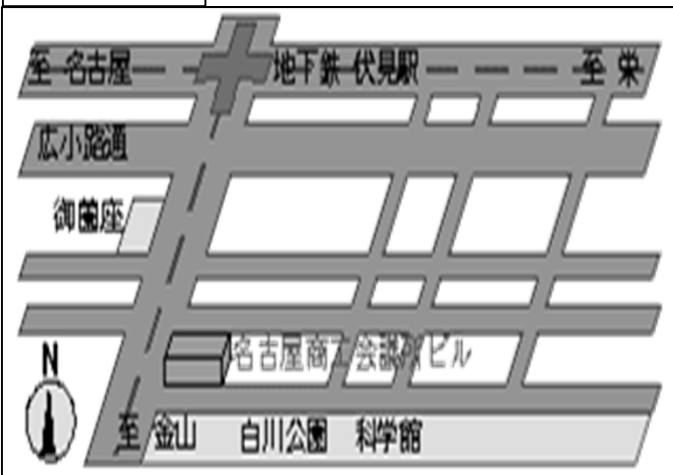 至 名古屋 地下鉄 伏見駅 至 栄
広小路通
御園座
名古屋商工会議所ビル
N
至 金山 白川公園 科学館